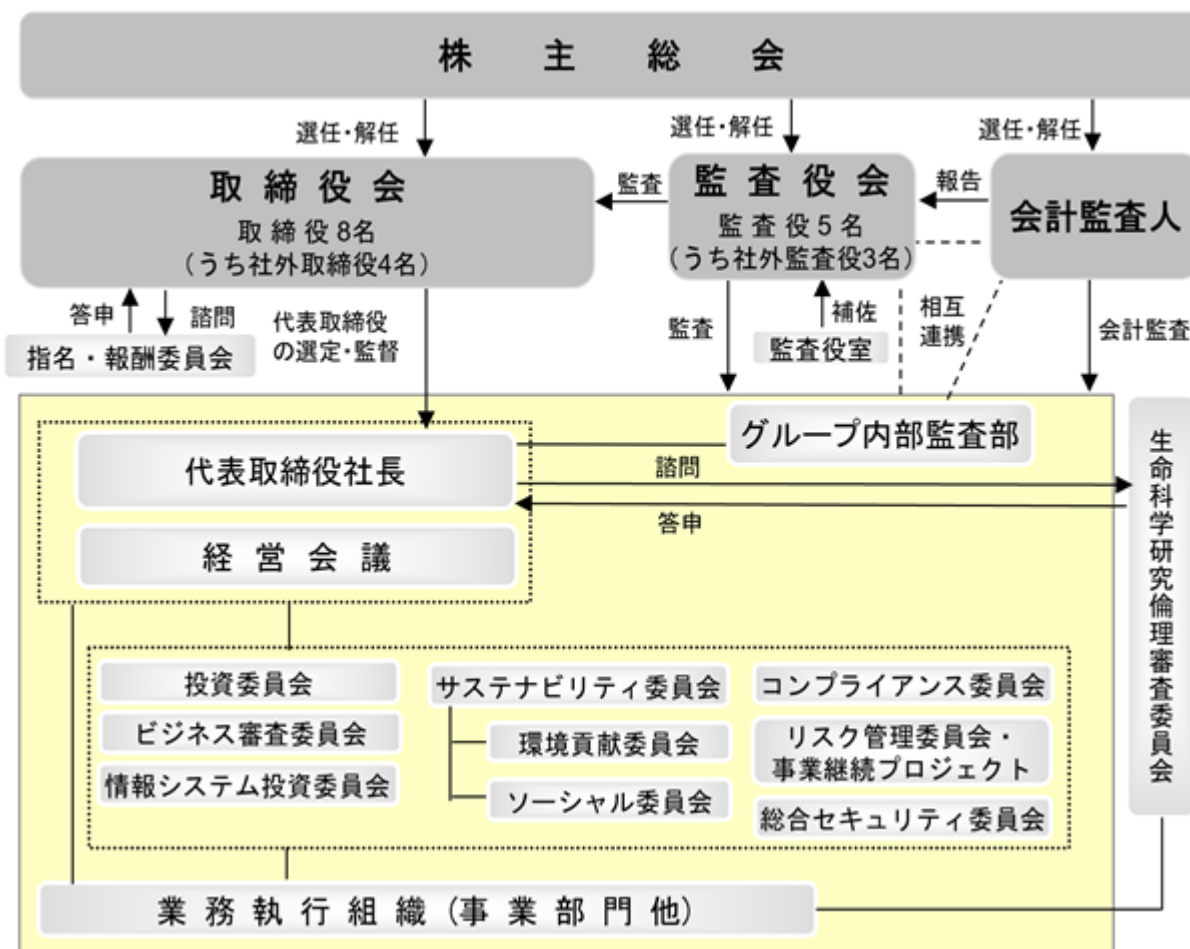 株主総会
選任・解任
選任・解任
選任・解任
取締役会
取締役8名
（うち社外取締役4名）
監査
監査役会
監査役5名
（うち社外監査役3名）
報告
会計監査人
答申
諮問
指名・報酬委員会
代表取締役
の選定・監督
監査
補佐
監査役室
相互
連携
会計監査
グループ内部監査部
代表取締役社長
諮問
答申
経営会議
生命科学研究倫理審査委員会
投資委員会
ビジネス審査委員会
情報システム投資委員会
サステナビリティ委員会
環境貢献委員会
ソーシャル委員会
コンプライアンス委員会
リスク管理委員会・
事業継続プロジェクト
総合セキュリティ委員会
業務執行組織（事業部門他）